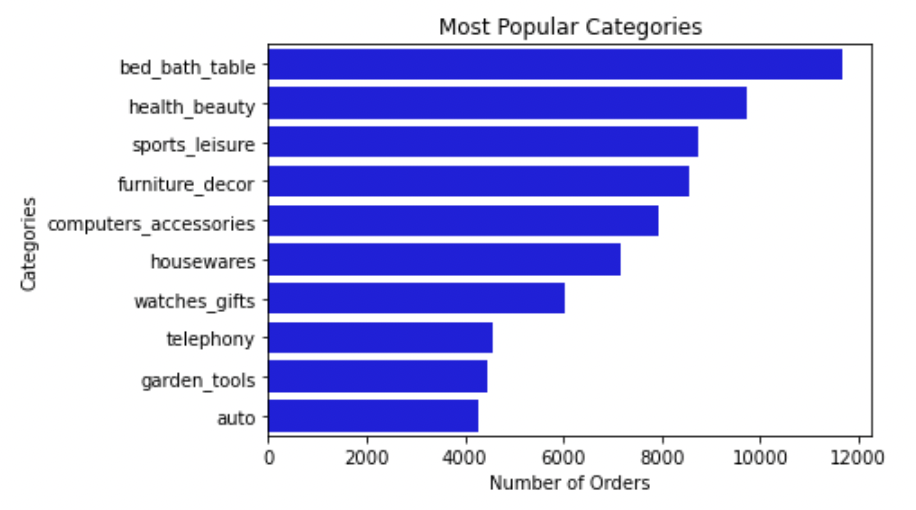 Most Popular Categories
Categories
bed_bath_table
health_beauty
sports_leisure
furniture_decor
computers_accessories
housewares
watches_gifts
telephony
garden_tools
auto
0 2000 4000 6000 8000 10000 12000
Number of Orders